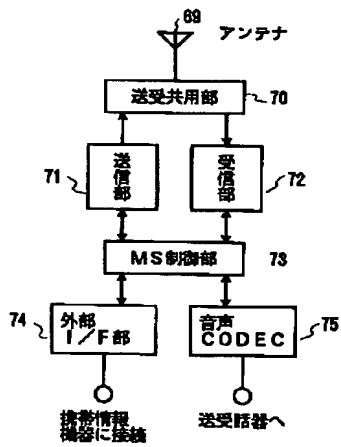 69
アンテナ
送受共用部
70
送信部
71
受信部
72
MS制御部
73
74
外部
I/F部
音声
CODEC
75
携帯情報
機器に接続
送受話器へ